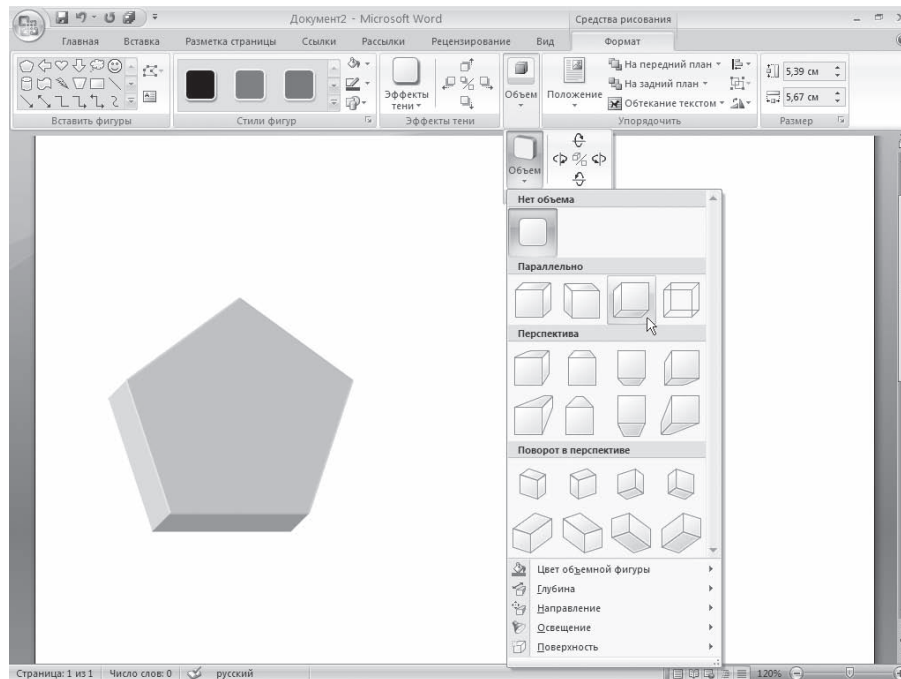 Документ2 - Microsoft Word
Средства рисования
Главная Вставка Разметка страницы Ссылки Рассылки Рецензирование Вид Формат
На передний план
На задний план
Обтекание текстом
Эффекты тени
Объем
Положение
5,39 см
5,67 см
Вставить фигуры Стили фигур Эффекты тени Упорядочить Размер
Объем
Нет объема
Параллельно
Перспектива
Поворот в перспективе
Цвет объемной фигуры
Глубина
Направление
Освещение
Поверхность
Страница: 1 из 1 Число слов: 0 русский 120%